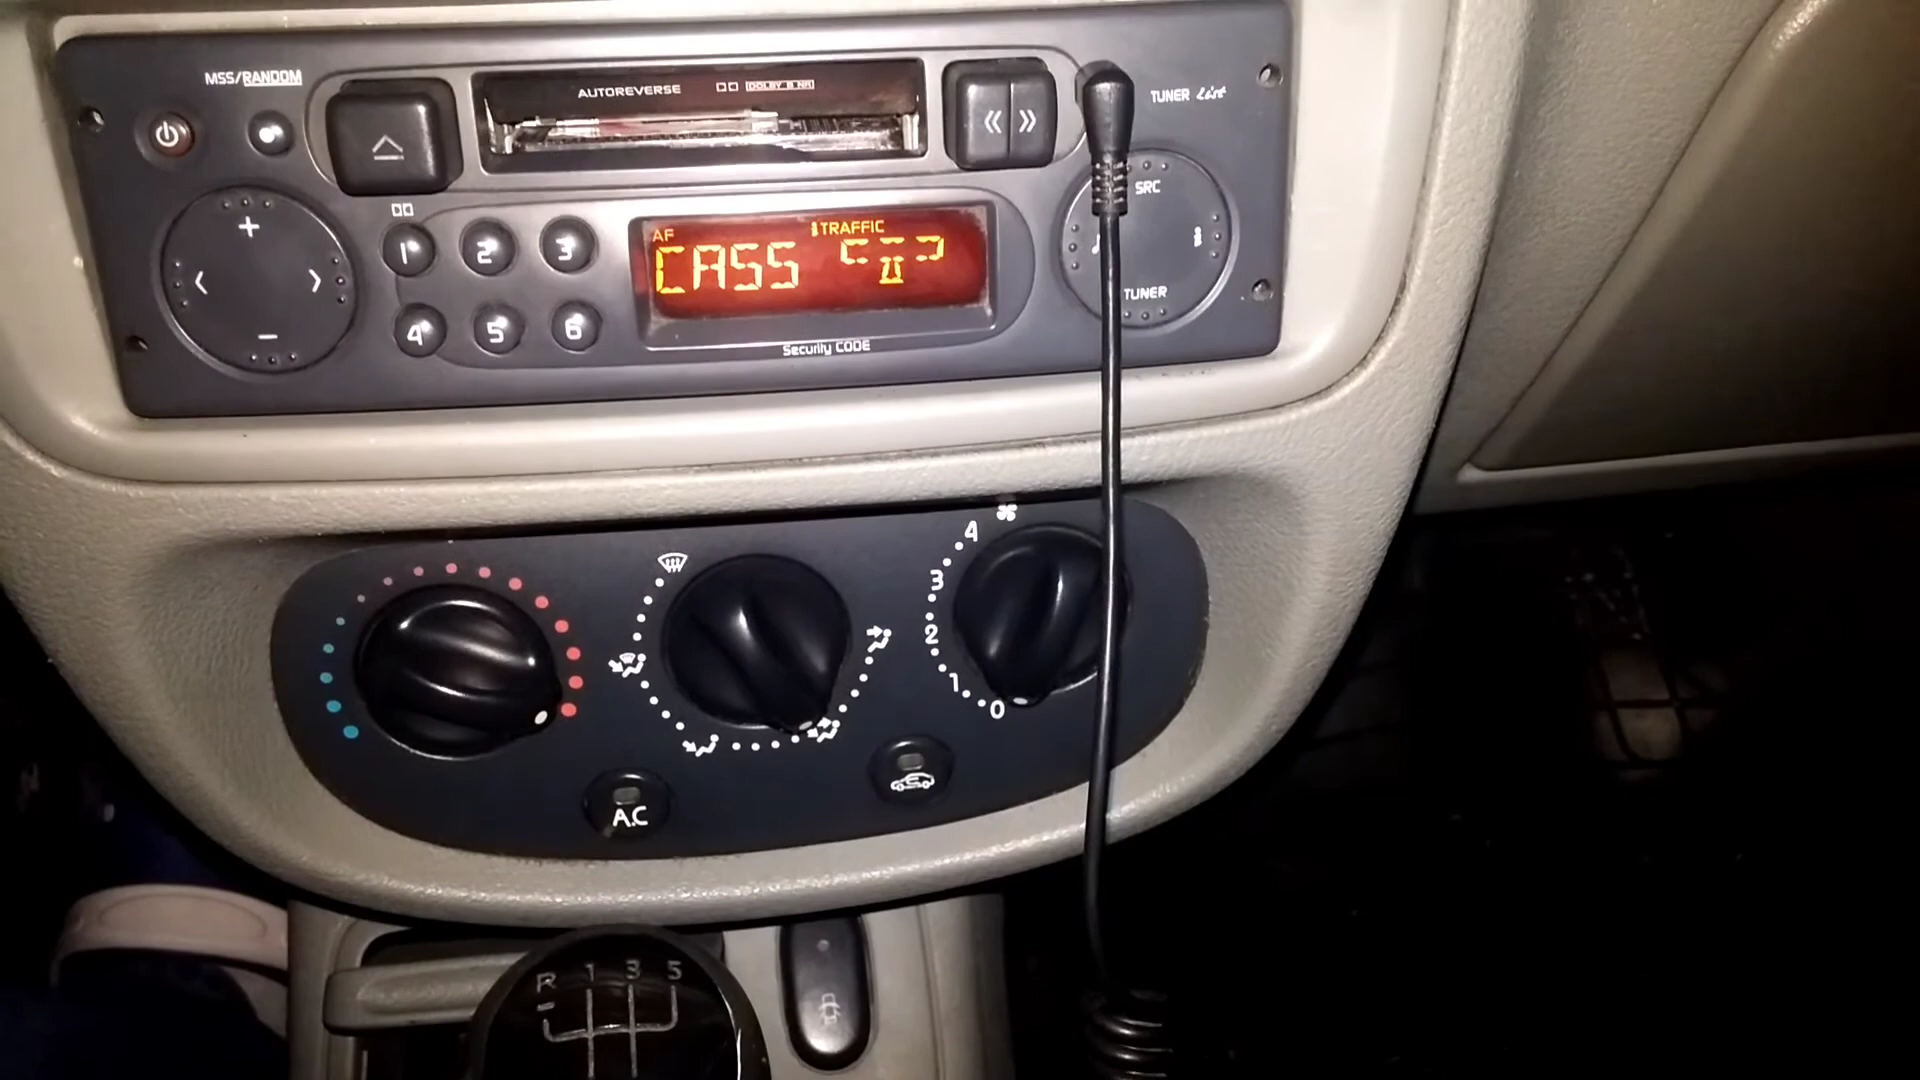 MSS/RANDOM
AUTOREVERSE
DOLBY B NR
TUNER List
SRC
+
1 2 3
AF
TRAFFIC
CASS
4 5 6
TUNER
Security CODE
4
3
2
1
0
A.C
R 1 3 5